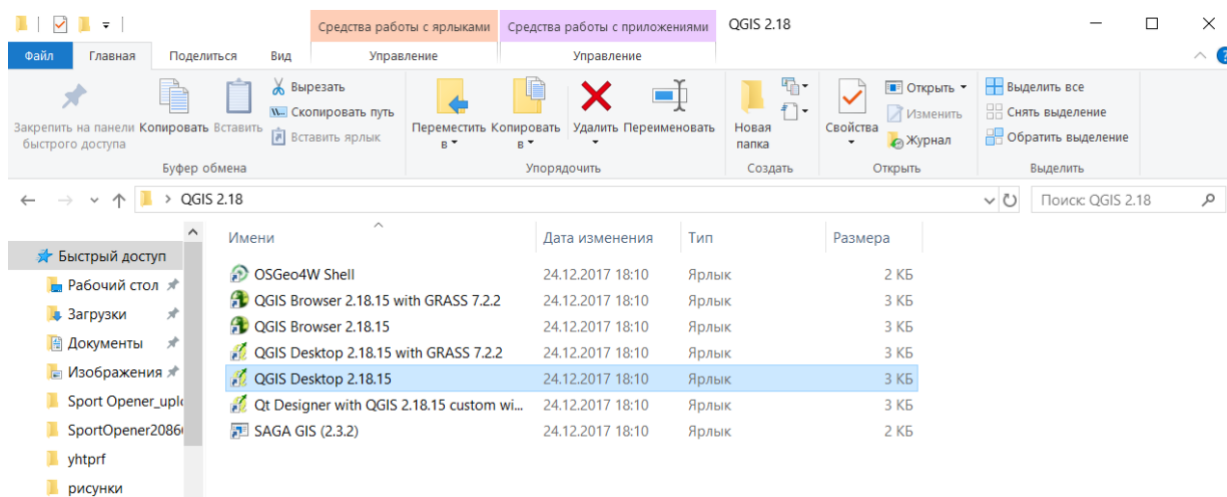 Средства работы с ярлыками Средства работы с приложениями QGIS 2.18
Файл Главная Поделиться Вид Управление Управление
Закрепить на панели быстрого доступа
Копировать
Вставить
Вырезать
Скопировать путь
Вставить ярлык
Буфер обмена
Переместить в
Копировать в
Удалить
Переименовать
Упорядочить
Новая папка
Создать
Свойства
Открыть
Изменить
Журнал
Открыть
Выделить все
Снять выделение
Обратить выделение
Выделить
QGIS 2.18
Поиск: QGIS 2.18
Быстрый доступ
Рабочий стол
Загрузки
Документы
Изображения
Sport Opener_uplo
SportOpener2086
yhtprf
рисунки
Имени Дата изменения Тип Размера
OSGeo4W Shell 24.12.2017 18:10 Ярлык 2 КБ
QGIS Browser 2.18.15 with GRASS 7.2.2 24.12.2017 18:10 Ярлык 3 КБ
QGIS Browser 2.18.15 24.12.2017 18:10 Ярлык 3 КБ
QGIS Desktop 2.18.15 with GRASS 7.2.2 24.12.2017 18:10 Ярлык 3 КБ
QGIS Desktop 2.18.15 24.12.2017 18:10 Ярлык 3 КБ
Qt Designer with QGIS 2.18.15 custom wi... 24.12.2017 18:10 Ярлык 3 КБ
SAGA GIS (2.3.2) 24.12.2017 18:10 Ярлык 2 КБ